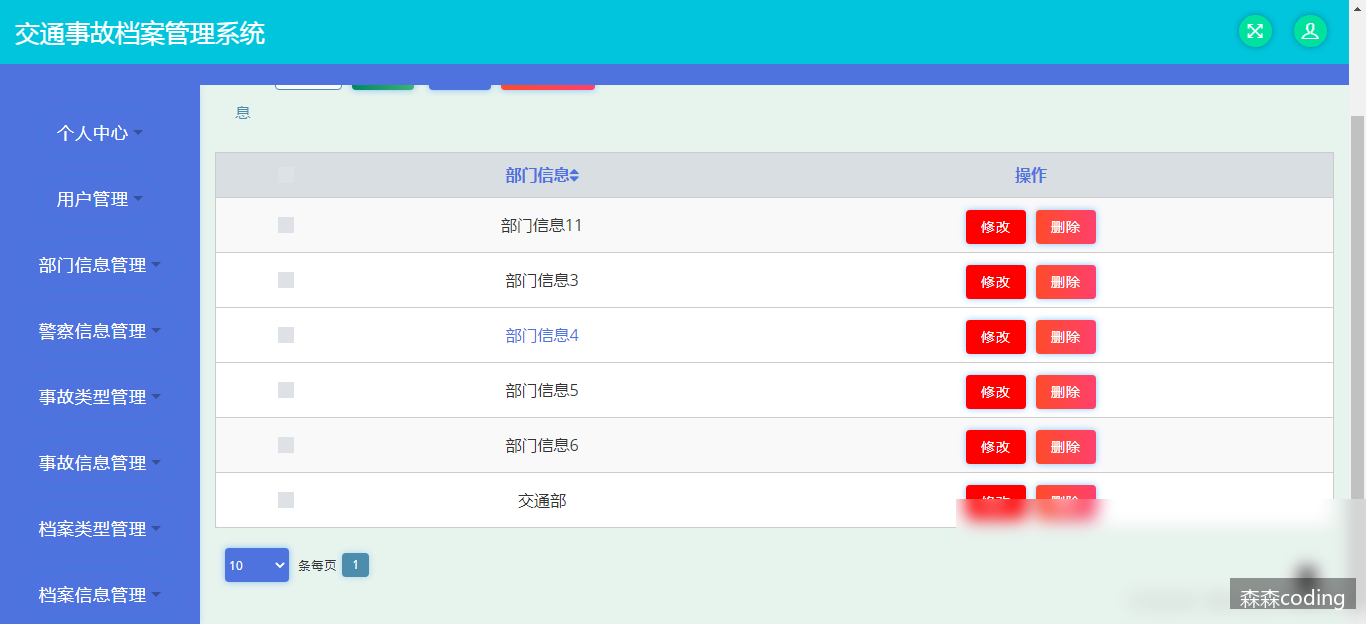 交通事故档案管理系统
个人中心
用户管理
部门信息管理
警察信息管理
事故类型管理
事故信息管理
档案类型管理
档案信息管理
息
部门信息 操作
部门信息11 修改 删除
部门信息3 修改 删除
部门信息4 修改 删除
部门信息5 修改 删除
部门信息6 修改 删除
交通部
10 条每页 1
森森coding